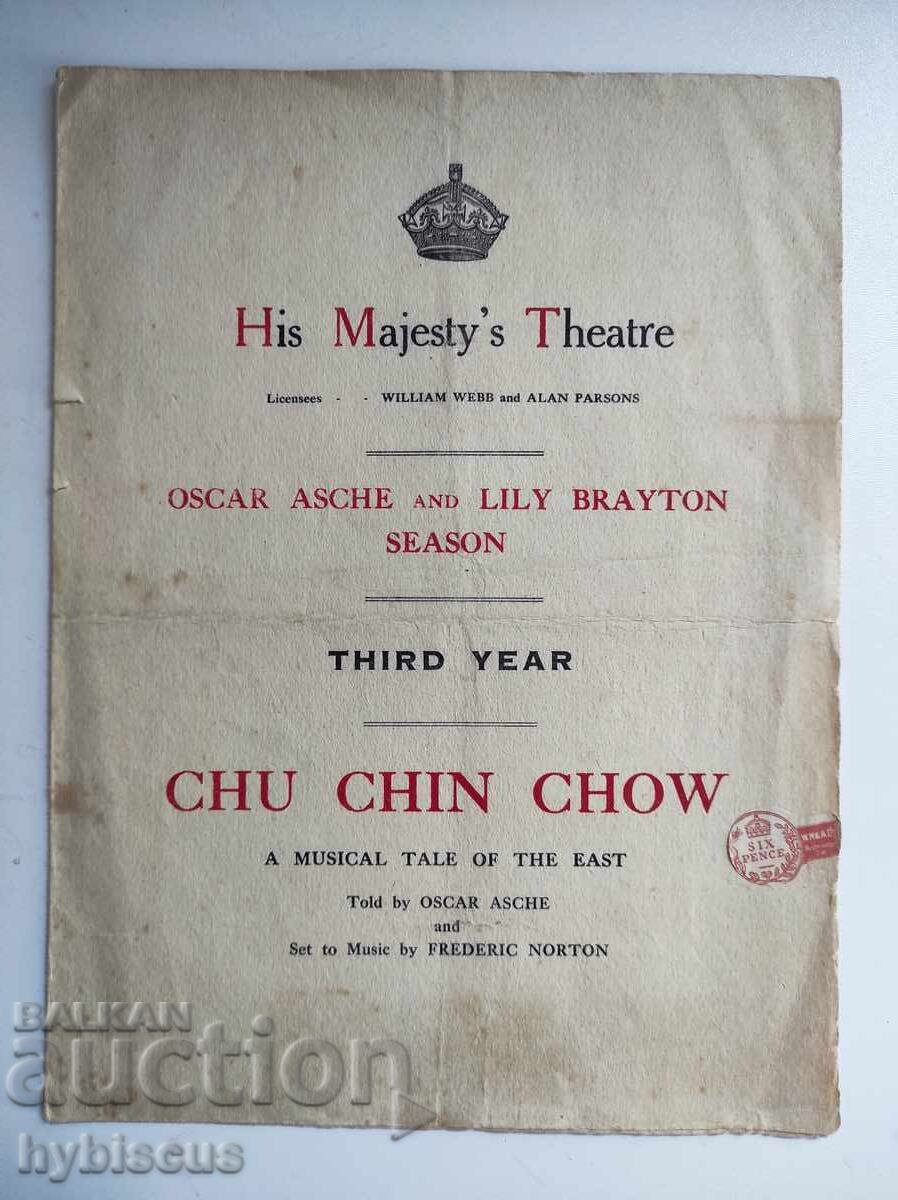 His Majesty's Theatre
Licensees - - WILLIAM WEBB and ALAN PARSONS
OSCAR ASCHE AND LILY BRAYTON
SEASON
THIRD YEAR
CHU CHIN CHOW
A MUSICAL TALE OF THE EAST
SIX
PENCE
Told by OSCAR ASCHE
and
Set to Music by FREDERIC NORTON
BALKAN
auction
hybiscus